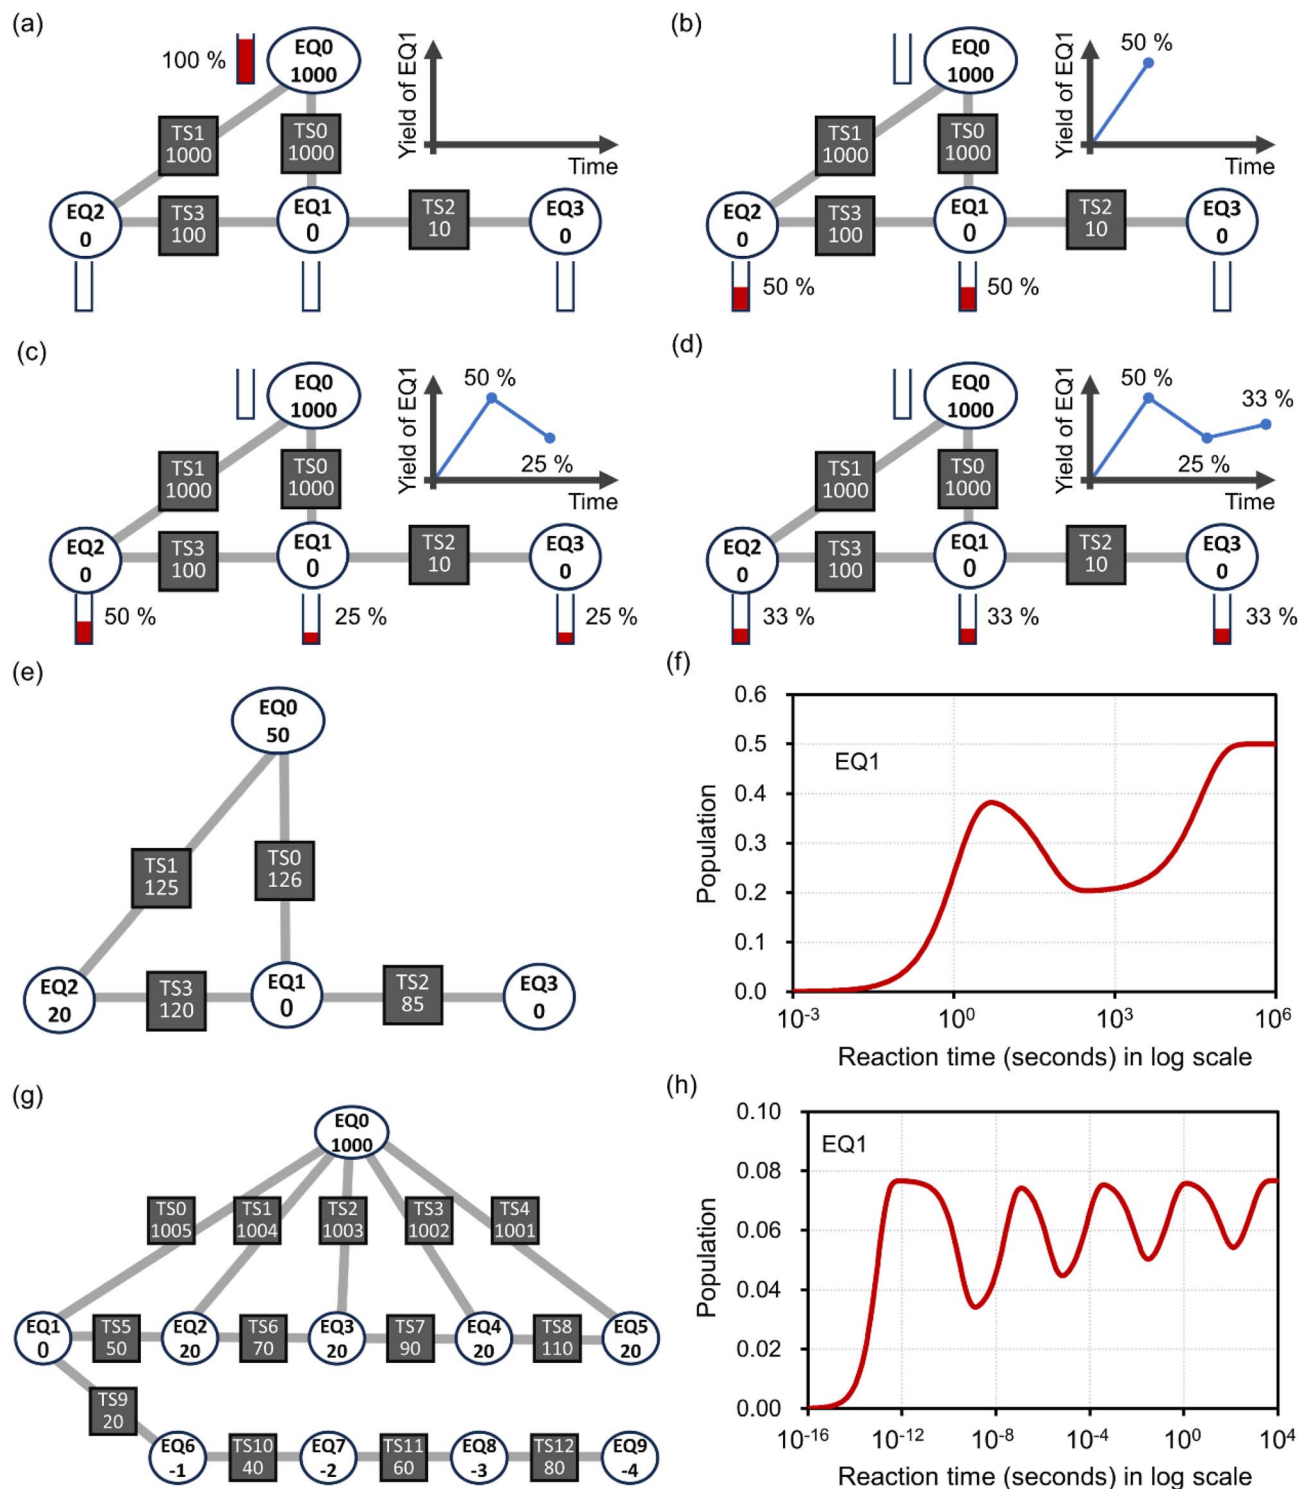 (a)
100 %
EQ0
1000
TS1
1000
TS0
1000
EQ2
0
TS3
100
EQ1
0
TS2
10
EQ3
0
Yield of EQ1
Time
(b)
EQ0
1000
50 %
TS1
1000
TS0
1000
EQ2
0
TS3
100
EQ1
0
TS2
10
EQ3
0
50 %
50 %
Yield of EQ1
Time
(c)
EQ0
1000
50 %
25 %
TS1
1000
TS0
1000
EQ2
0
TS3
100
EQ1
0
TS2
10
EQ3
0
50 %
25 %
25 %
Yield of EQ1
Time
(d)
EQ0
1000
50 %
33 %
25 %
TS1
1000
TS0
1000
EQ2
0
TS3
100
EQ1
0
TS2
10
EQ3
0
33 %
33 %
33 %
Yield of EQ1
Time
(e)
EQ0
50
TS1
125
TS0
126
EQ2
20
TS3
120
EQ1
0
TS2
85
EQ3
0
(f)
0.6
0.5
0.4
0.3
0.2
0.1
0.0
EQ1
Population
10-3
100
103
106
Reaction time (seconds) in log scale
(g)
EQ0
1000
TS0
1005
TS1
1004
TS2
1003
TS3
1002
TS4
1001
EQ1
0
TS5
50
EQ2
20
TS6
70
EQ3
20
TS7
90
EQ4
20
TS8
110
EQ5
20
TS9
20
EQ6
-1
TS10
40
EQ7
-2
TS11
60
EQ8
-3
TS12
80
EQ9
-4
(h)
0.10
0.08
0.06
0.04
0.02
0.00
EQ1
Population
10-16
10-12
10-8
10-4
100
104
Reaction time (seconds) in log scale